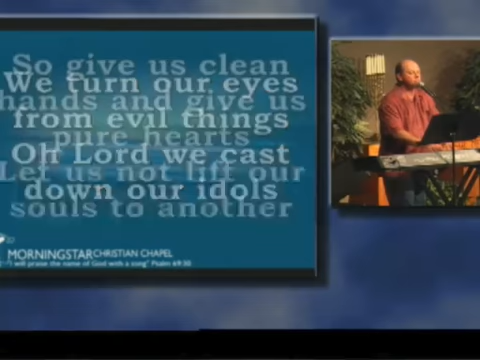 So give us clean
We turn our eyes
hands and give us
from evil things
pure hearts
Oh Lord we cast
Let us not lift our
down our idols
souls to another
MORNINGSTAR CHRISTIAN CHAPEL
"I will praise the name of God with a song" Psalm 69:30